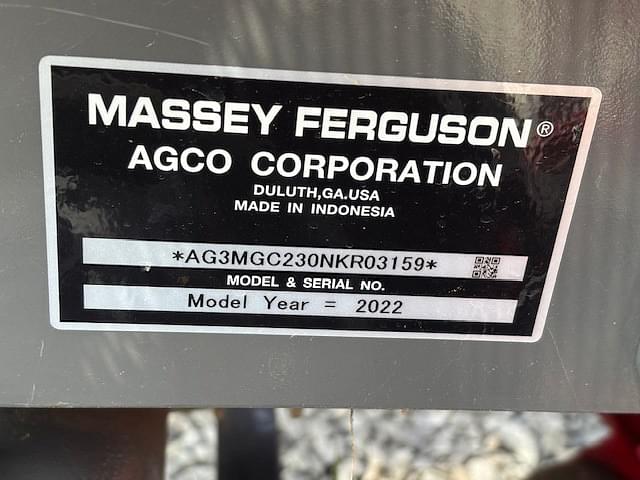 MASSEY FERGUSON®
AGCO CORPORATION
DULUTH,GA.USA
MADE IN INDONESIA
*AG3MGC230NKR03159*
MODEL & SERIAL NO.
Model Year = 2022